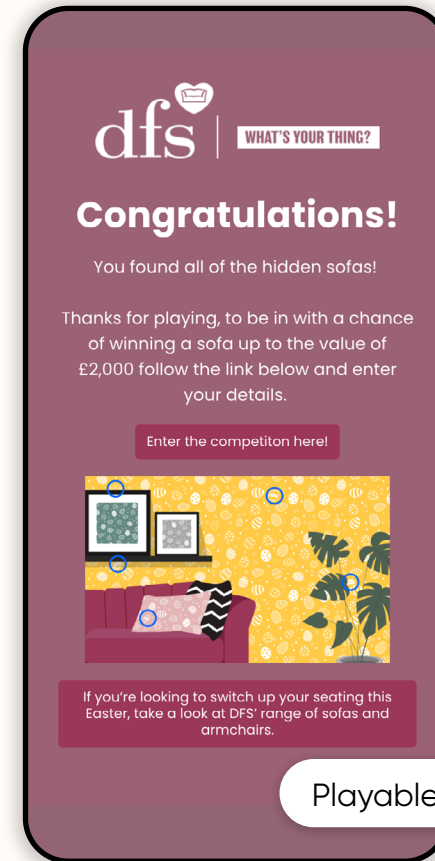 dfs
WHAT'S YOUR THING?
Congratulations!
You found all of the hidden sofas!
Thanks for playing, to be in with a chance
of winning a sofa up to the value of
£2,000 follow the link below and enter
your details.
Enter the competiton here!
If you’re looking to switch up your seating this
Easter, take a look at DFS’ range of sofas and
armchairs.
Playable